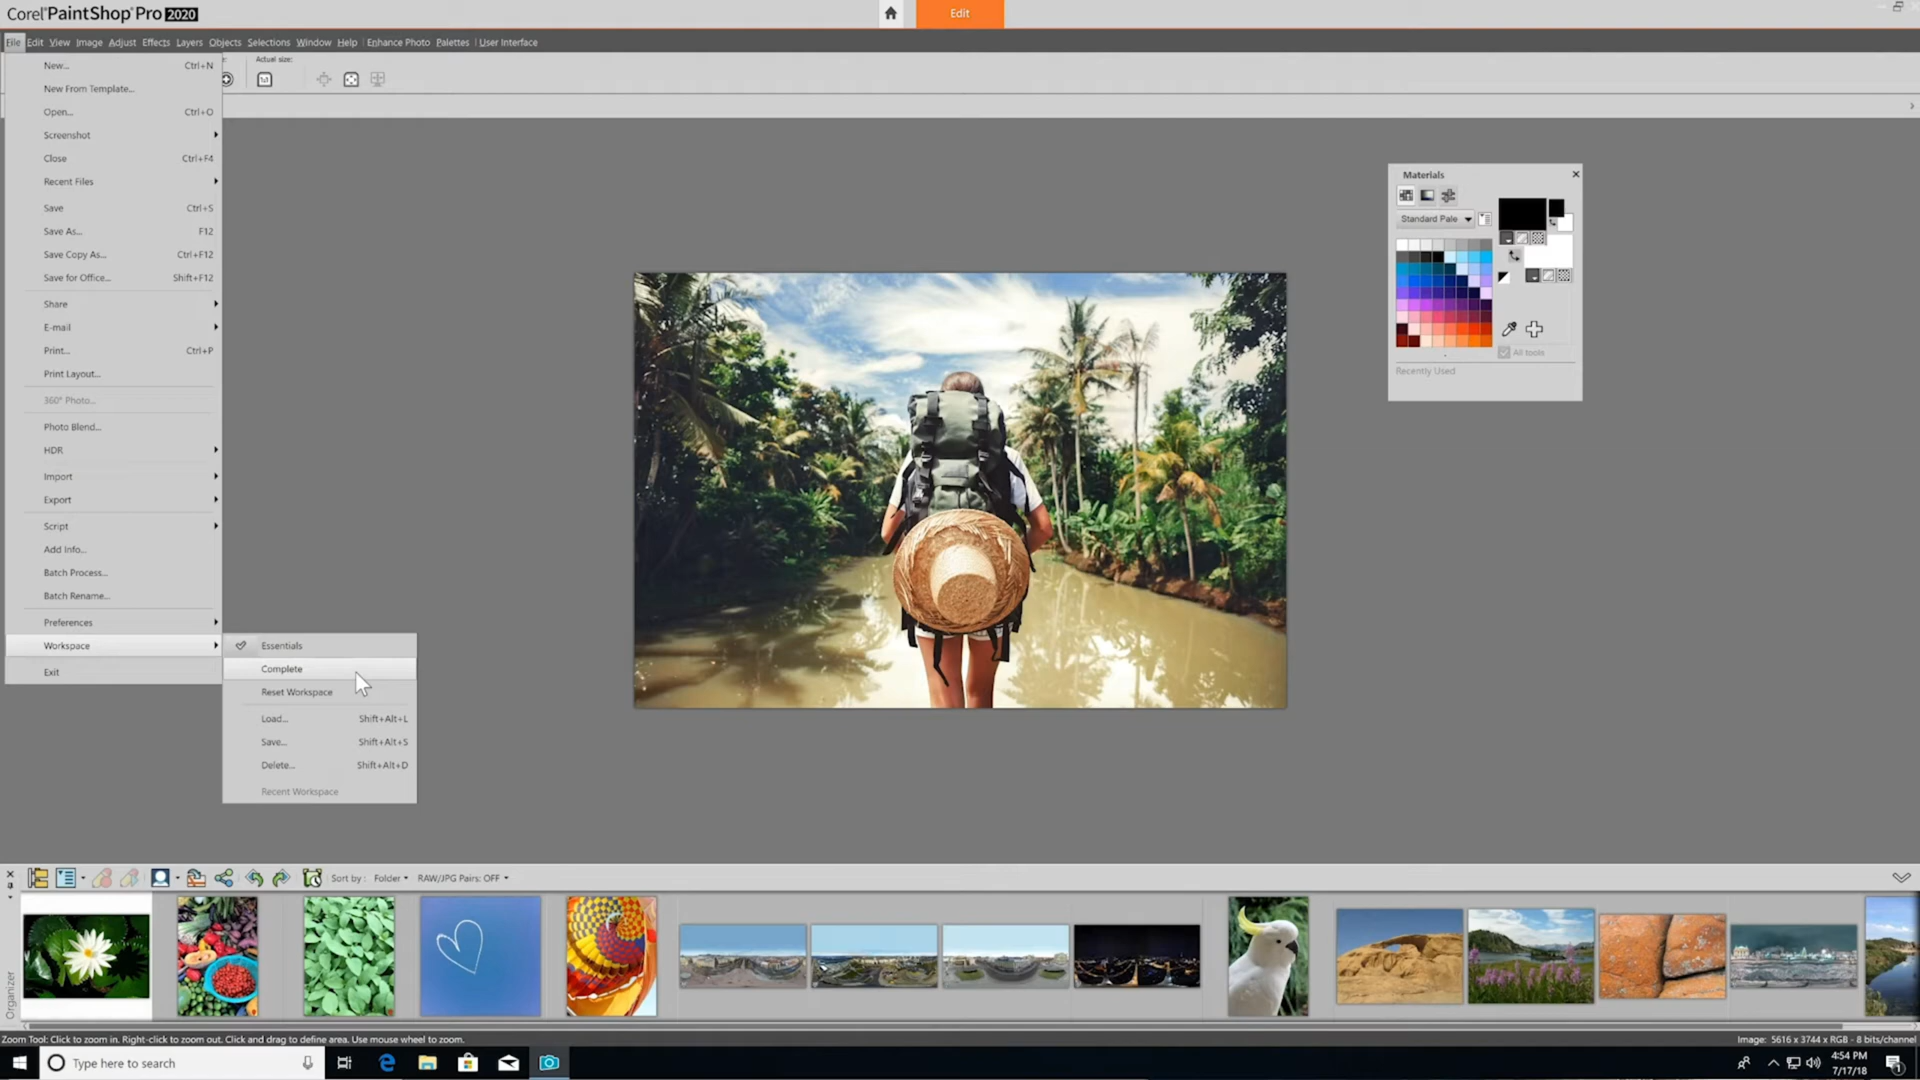 Corel PaintShop Pro 2020
Edit
File Edit View Image Adjust Effects Layers Objects Selections Window Help Enhance Photo Palettes User Interface
Actual size:
New... Ctrl+N
New From Template...
Open... Ctrl+O
Screenshot
Close Ctrl+F4
Recent Files
Save Ctrl+S
Save As... F12
Save Copy As... Ctrl+F12
Save for Office... Shift+F12
Share
E-mail
Print... Ctrl+P
Print Layout...
360° Photo...
Photo Blend...
HDR
Import
Export
Script
Add Info...
Batch Process...
Batch Rename...
Preferences
Workspace
Exit
Essentials
Complete
Reset Workspace
Load... Shift+Alt+L
Save... Shift+Alt+S
Delete... Shift+Alt+D
Recent Workspace
Materials
Standard Pale
All tools
Recently Used
Sort by: Folder RAW/JPG Pairs: OFF
Organizer
Zoom Tool: Click to zoom in. Right-click to zoom out. Click and drag to define area. Use mouse wheel to zoom.
Image: 5616 x 3744 x RGB - 8 bits/channel
Type here to search
4:54 PM
7/17/18
1